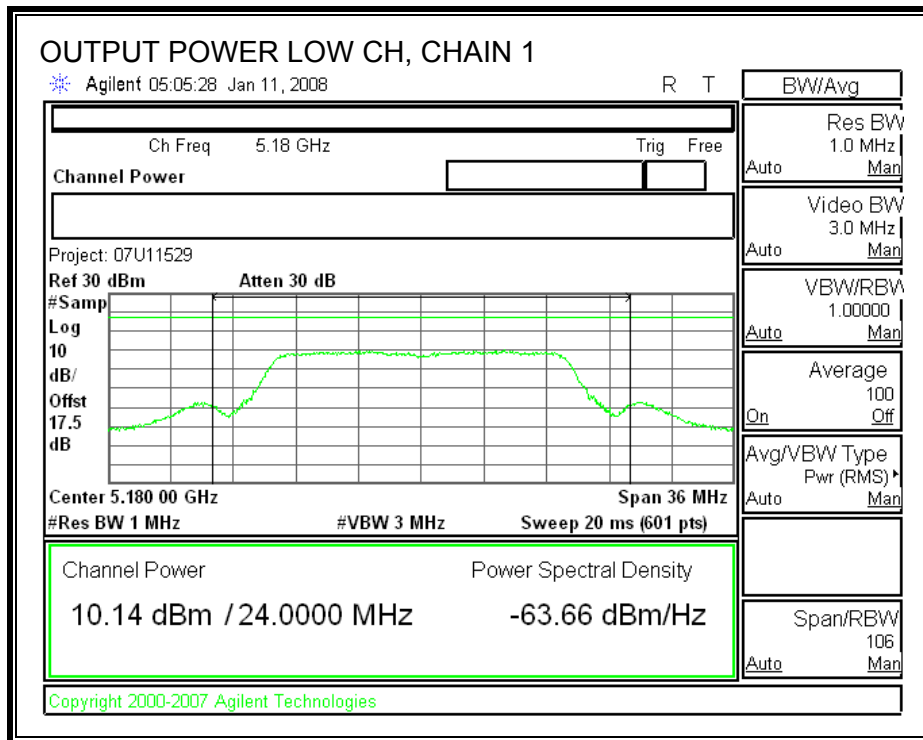 OUTPUT POWER LOW CH, CHAIN 1
Agilent 05:05:28 Jan 11, 2008
R T
BW/Avg
Ch Freq 5.18 GHz
Trig Free
Channel Power
Project: 07U11529
Ref 30 dBm
Atten 30 dB
#Samp
Log
10
dB/
Offst
17.5
dB
Center 5.180 00 GHz
Span 36 MHz
#Res BW 1 MHz
#VBW 3 MHz
Sweep 20 ms (601 pts)
Channel Power
Power Spectral Density
10.14 dBm / 24.0000 MHz
-63.66 dBm/Hz
Copyright 2000-2007 Agilent Technologies
Res BW
1.0 MHz
Auto Man
Video BW
3.0 MHz
Auto Man
VBW/RBW
1.00000
Auto Man
Average
100
On Off
Avg/VBW Type
Pwr (RMS)
Auto Man
Span/RBW
106
Auto Man